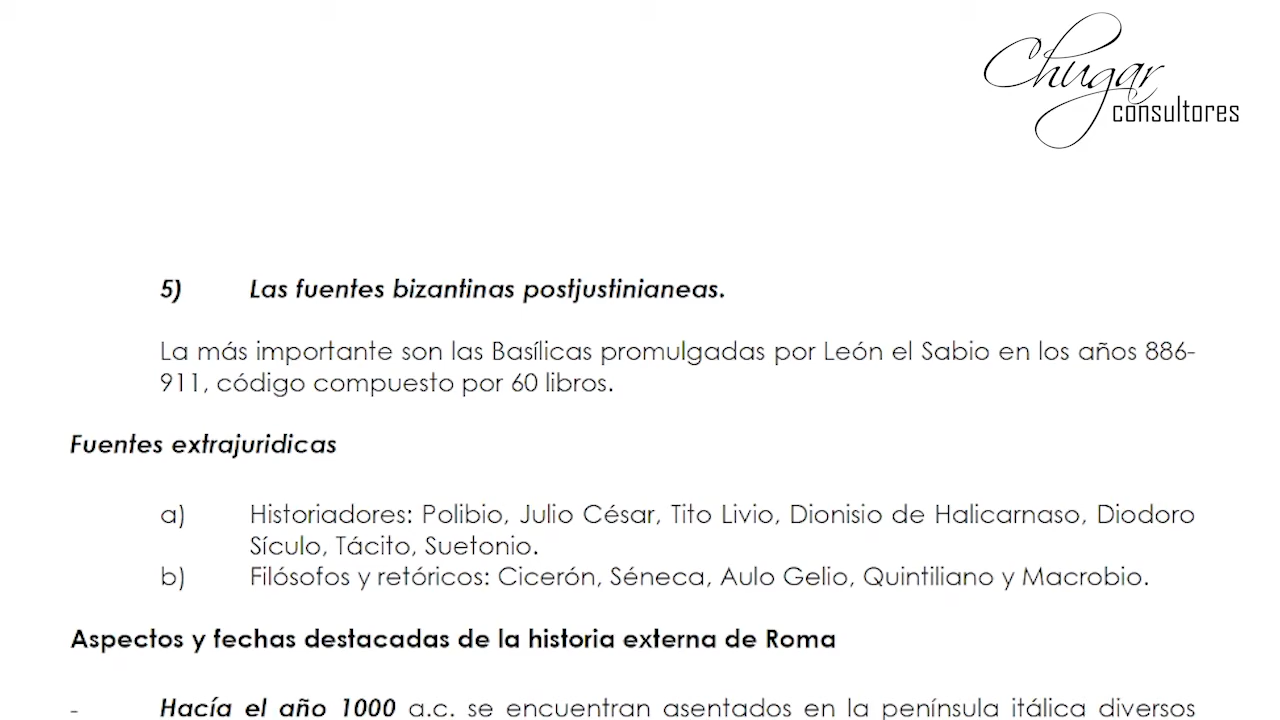 Chugar
consultores
5) Las fuentes bizantinas postjustinianeas.
La más importante son las Basílicas promulgadas por León el Sabio en los años 886-
911, código compuesto por 60 libros.
Fuentes extrajuridicas
a) Historiadores: Polibio, Julio César, Tito Livio, Dionisio de Halicarnaso, Diodoro
Sículo, Tácito, Suetonio.
b) Filósofos y retóricos: Cicerón, Séneca, Aulo Gelio, Quintiliano y Macrobio.
Aspectos y fechas destacadas de la historia externa de Roma
- Hacía el año 1000 a.c. se encuentran asentados en la península itálica diversos